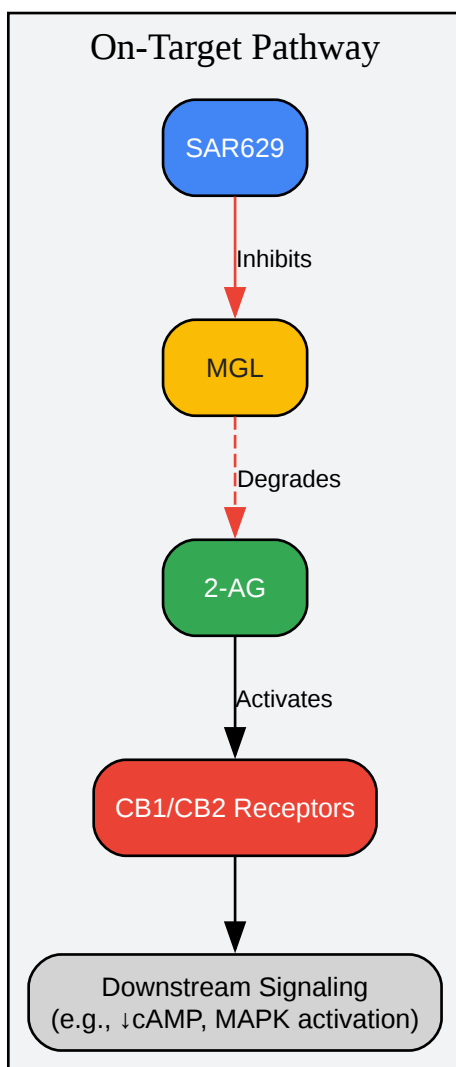 On-Target Pathway
SAR629
Inhibits
MGL
Degrades
2-AG
Activates
CB1/CB2 Receptors
Downstream Signaling
(e.g., ↓cAMP, MAPK activation)